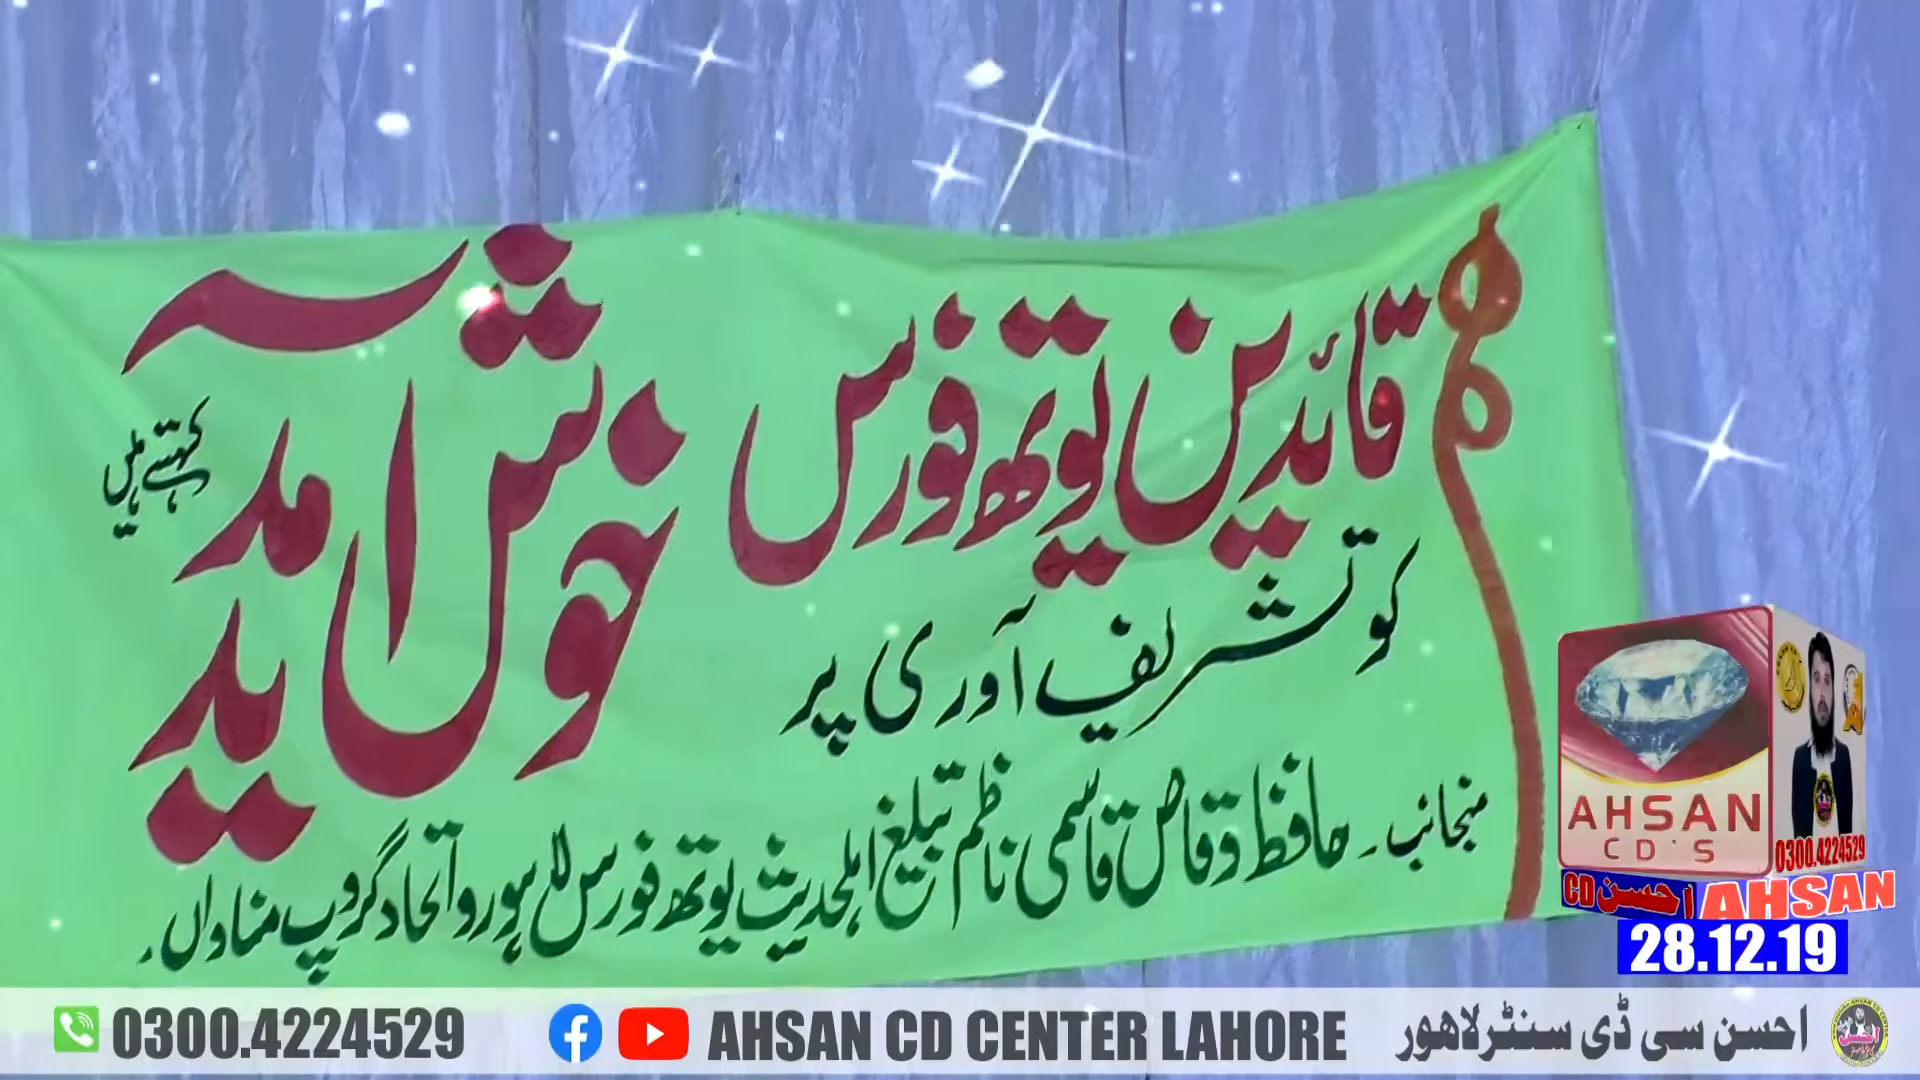 ہم
قائدین یوتھ فورس
کو تشریف آوری پر
خوش آمدید
کہتے ہیں
منجانب۔ حافظ وقاص قاسمی ناظم تبلیغ اہلحدیث یوتھ فورس لاہور و اتحاد گروپ مناواں۔
AHSAN
CD'S
0300.4224529
CD احسن AHSAN
28.12.19
0300.4224529 AHSAN CD CENTER LAHORE احسن سی ڈی سنٹر لاہور